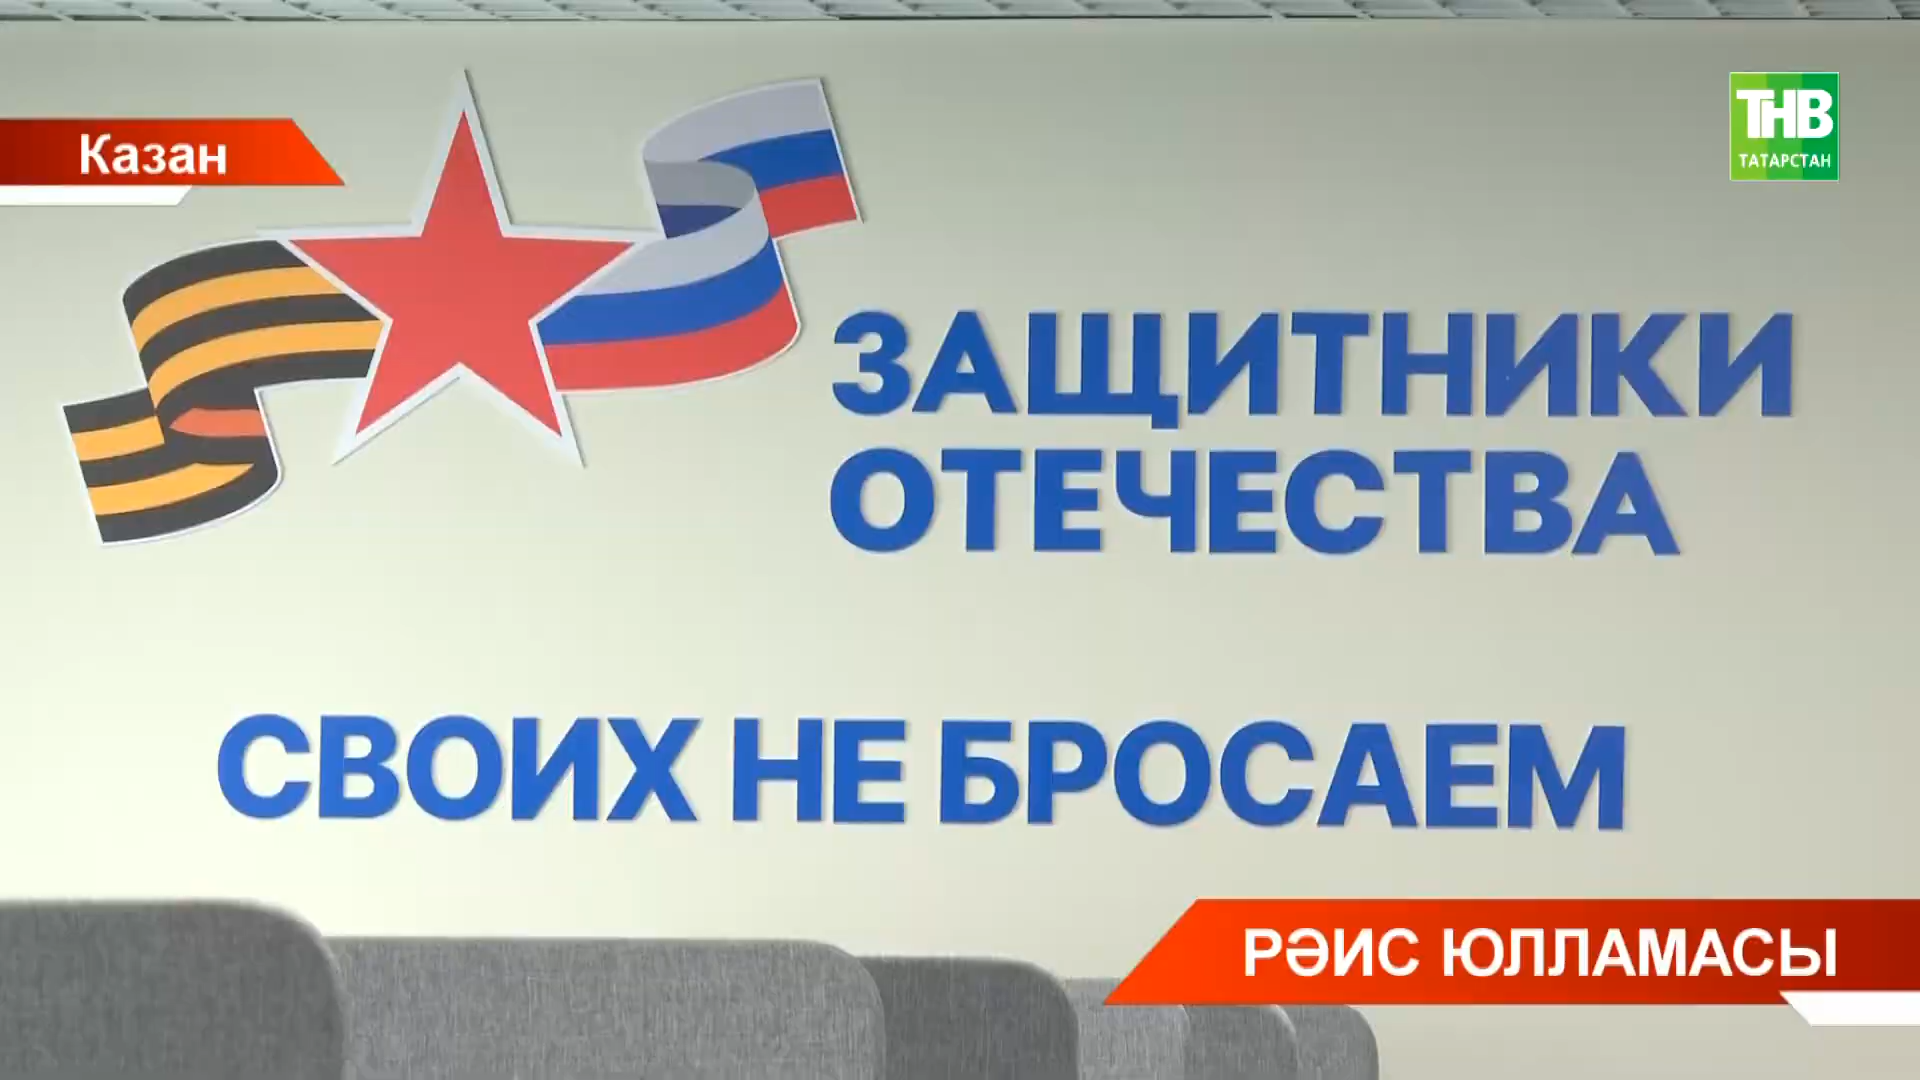 Казан
ТНВ
ТАТАРСТАН
ЗАЩИТНИКИ
ОТЕЧЕСТВА
СВОИХ НЕ БРОСАЕМ
РӘИС ЮЛЛАМАСЫ